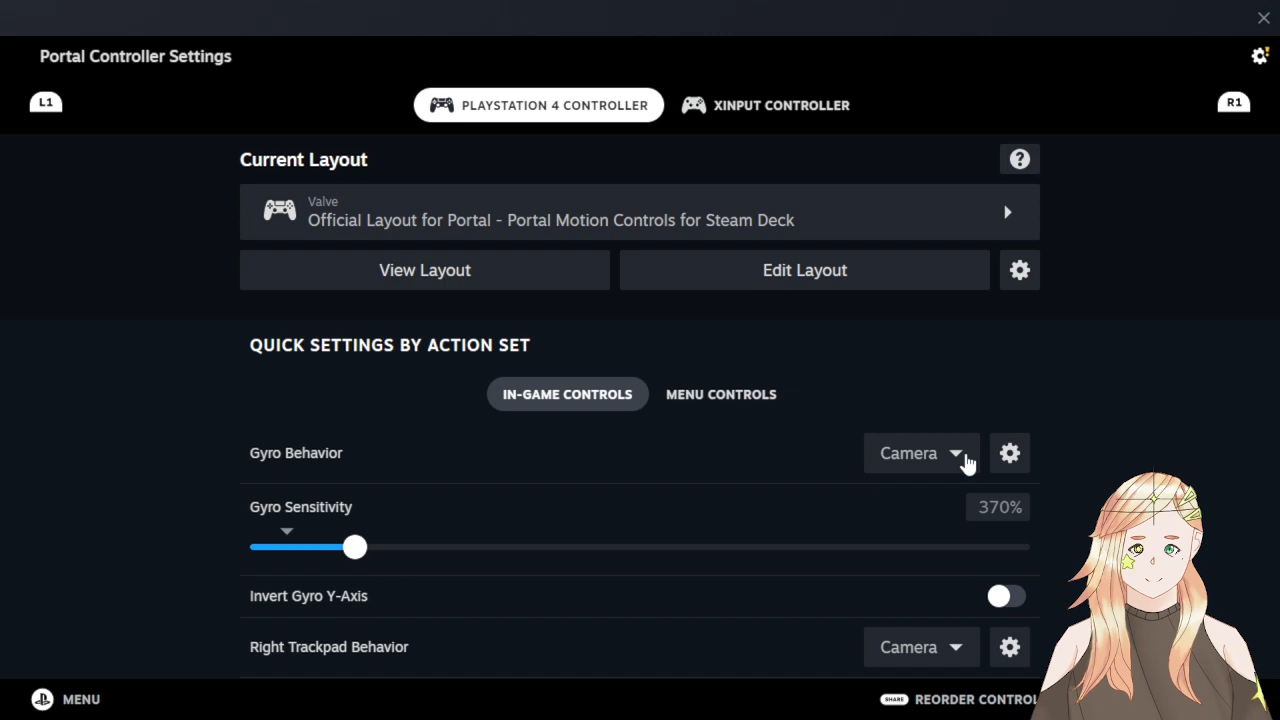 Portal Controller Settings
L1
PLAYSTATION 4 CONTROLLER
XINPUT CONTROLLER
R1
Current Layout
Valve
Official Layout for Portal - Portal Motion Controls for Steam Deck
View Layout
Edit Layout
QUICK SETTINGS BY ACTION SET
IN-GAME CONTROLS
MENU CONTROLS
Gyro Behavior
Camera
Gyro Sensitivity
370%
Invert Gyro Y-Axis
Right Trackpad Behavior
Camera
MENU
SHARE
REORDER CONTROL